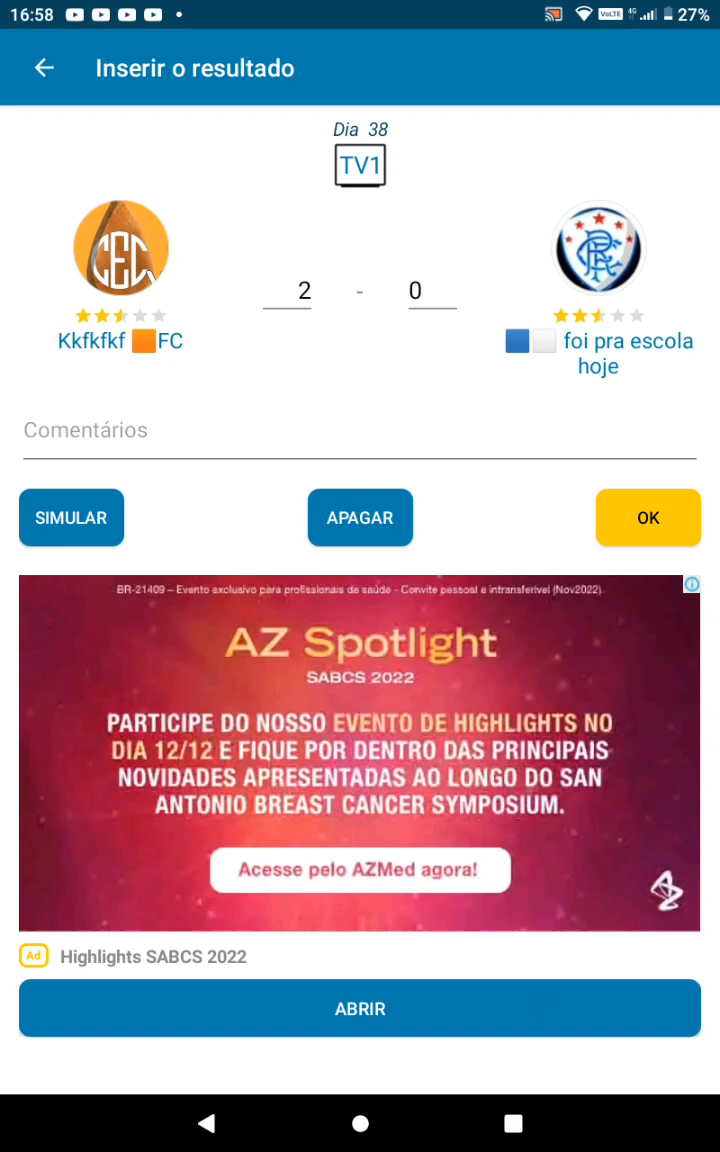 16:58
VoLTE 4G 27%
Inserir o resultado
Dia 38
TV1
CEC
RFC
2 - 0
Kkfkfkf 🟧FC
🟦⬜ foi pra escola
hoje
Comentários
SIMULAR
APAGAR
OK
BR-21409 – Evento exclusivo para profissionais de saúde - Convite pessoal e intransferível (Nov2022).
AZ Spotlight
SABCS 2022
PARTICIPE DO NOSSO EVENTO DE HIGHLIGHTS NO
DIA 12/12 E FIQUE POR DENTRO DAS PRINCIPAIS
NOVIDADES APRESENTADAS AO LONGO DO SAN
ANTONIO BREAST CANCER SYMPOSIUM.
Acesse pelo AZMed agora!
Ad Highlights SABCS 2022
ABRIR